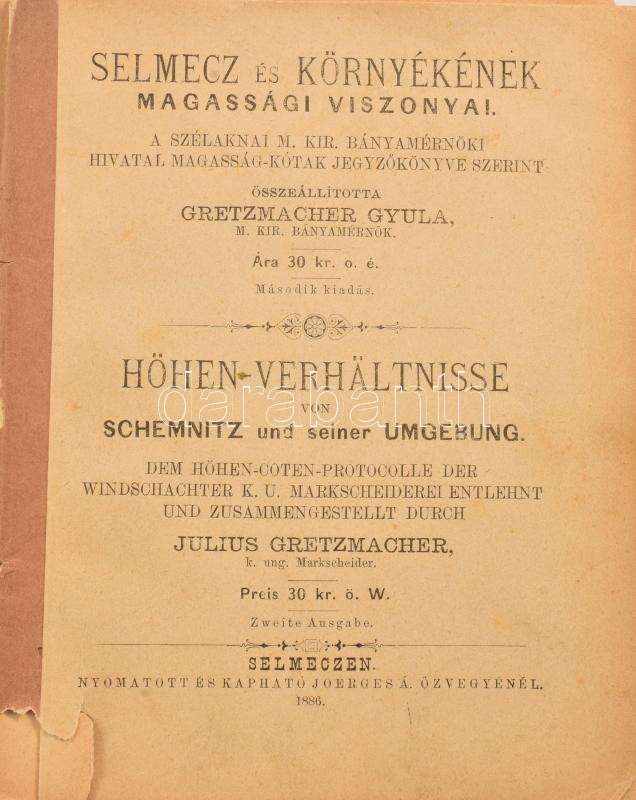 SELMECZ ÉS KÖRNYÉKÉNEK
MAGASSÁGI VISZONYAI.
A SZÉLAKNAI M. KIR. BÁNYAMÉRNÖKI
HIVATAL MAGASSÁG-KÓTAK JEGYZŐKÖNYVE SZERINT
ÖSSZEÁLLÍTOTTA
GRETZMACHER GYULA,
M. KIR. BÁNYAMÉRNÖK.
Ára 30 kr. o. é.
Második kiadás.
HÖHEN-VERHÄLTNISSE
VON
darabanth
SCHEMNITZ und seiner UMGEBUNG.
DEM HÖHEN-COTEN-PROTOCOLLE DER
WINDSCHACHTER K. U. MARKSCHEIDEREI ENTLEHNT
UND ZUSAMMENGESTELLT DURCH
JULIUS GRETZMACHER,
k. ung. Markscheider.
Preis 30 kr. ö. W.
Zweite Ausgabe.
SELMECZEN.
NYOMATOTT ÉS KAPHATÓ JOERGES Á. ÖZVEGYÉNÉL.
1886.